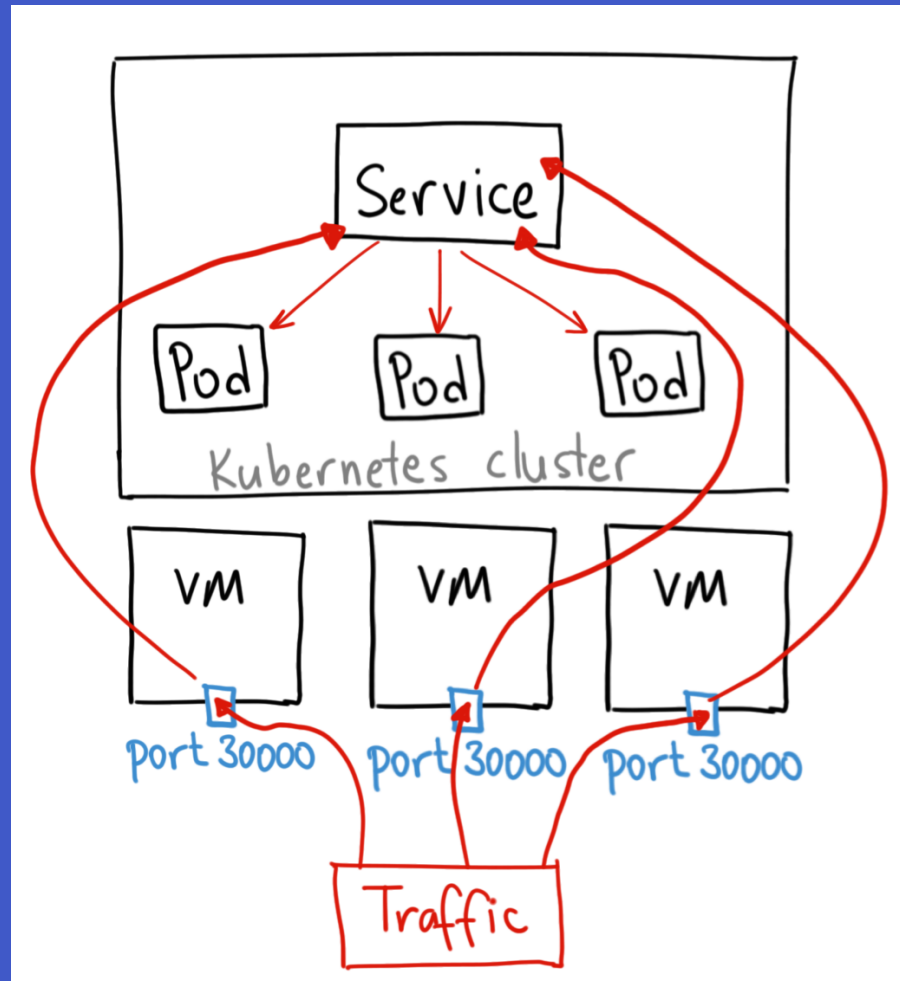 Service
Pod
Pod
Pod
Kubernetes cluster
VM
VM
VM
port 30000
port 30000
port 30000
Traffic